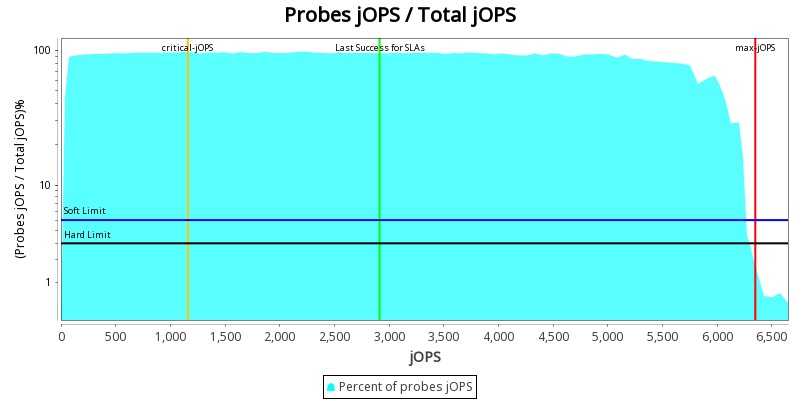 Probes jOPS / Total jOPS
(Probes jOPS / Total jOPS)%
100
10
1
critical-jOPS
Last Success for SLAs
max-jOPS
Soft Limit
Hard Limit
0 500 1,000 1,500 2,000 2,500 3,000 3,500 4,000 4,500 5,000 5,500 6,000 6,500
jOPS
Percent of probes jOPS